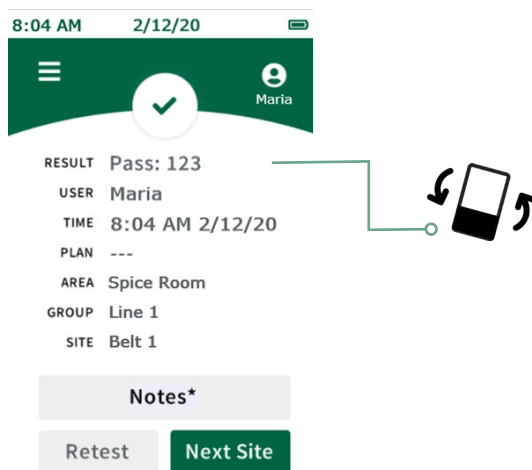 8:04 AM 2/12/20
Maria
RESULT Pass: 123
USER Maria
TIME 8:04 AM 2/12/20
PLAN ---
AREA Spice Room
GROUP Line 1
SITE Belt 1
Notes*
Retest Next Site